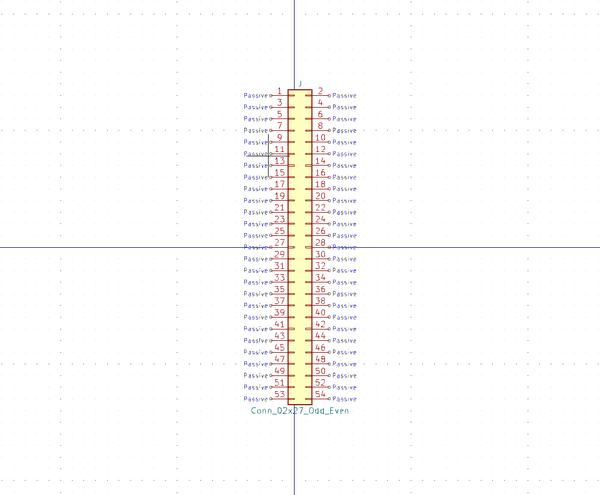 J
Passive 1 2 Passive
Passive 3 4 Passive
Passive 5 6 Passive
Passive 7 8 Passive
Passive 9 10 Passive
Passive 11 12 Passive
Passive 13 14 Passive
Passive 15 16 Passive
Passive 17 18 Passive
Passive 19 20 Passive
Passive 21 22 Passive
Passive 23 24 Passive
Passive 25 26 Passive
Passive 27 28 Passive
Passive 29 30 Passive
Passive 31 32 Passive
Passive 33 34 Passive
Passive 35 36 Passive
Passive 37 38 Passive
Passive 39 40 Passive
Passive 41 42 Passive
Passive 43 44 Passive
Passive 45 46 Passive
Passive 47 48 Passive
Passive 49 50 Passive
Passive 51 52 Passive
Passive 53 54 Passive
Conn_02x27_Odd_Even